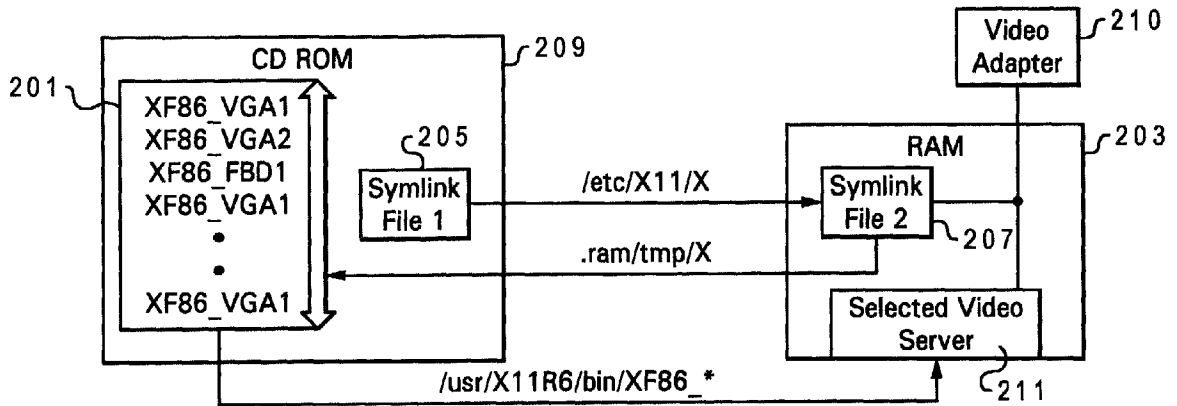 CD ROM
209
201
XF86_VGA1
XF86_VGA2
XF86_FBD1
XF86_VGA1
XF86_VGA1
205
Symlink
File 1
/etc/X11/X
.ram/tmp/X
/usr/X11R6/bin/XF86_*
Video
Adapter
210
RAM
203
Symlink
File 2
207
Selected Video
Server
211